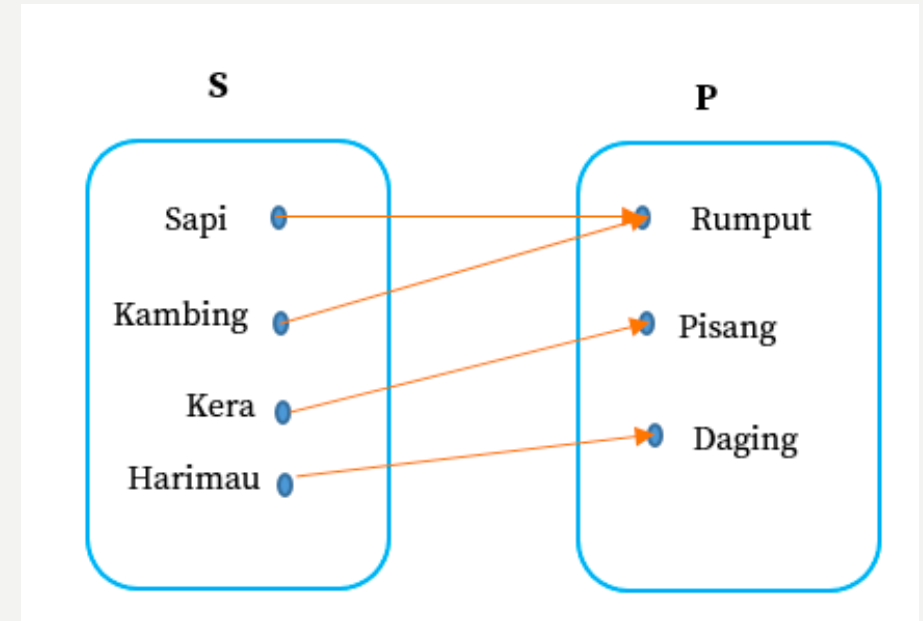 S
P
Sapi
Rumput
Kambing
Pisang
Kera
Daging
Harimau